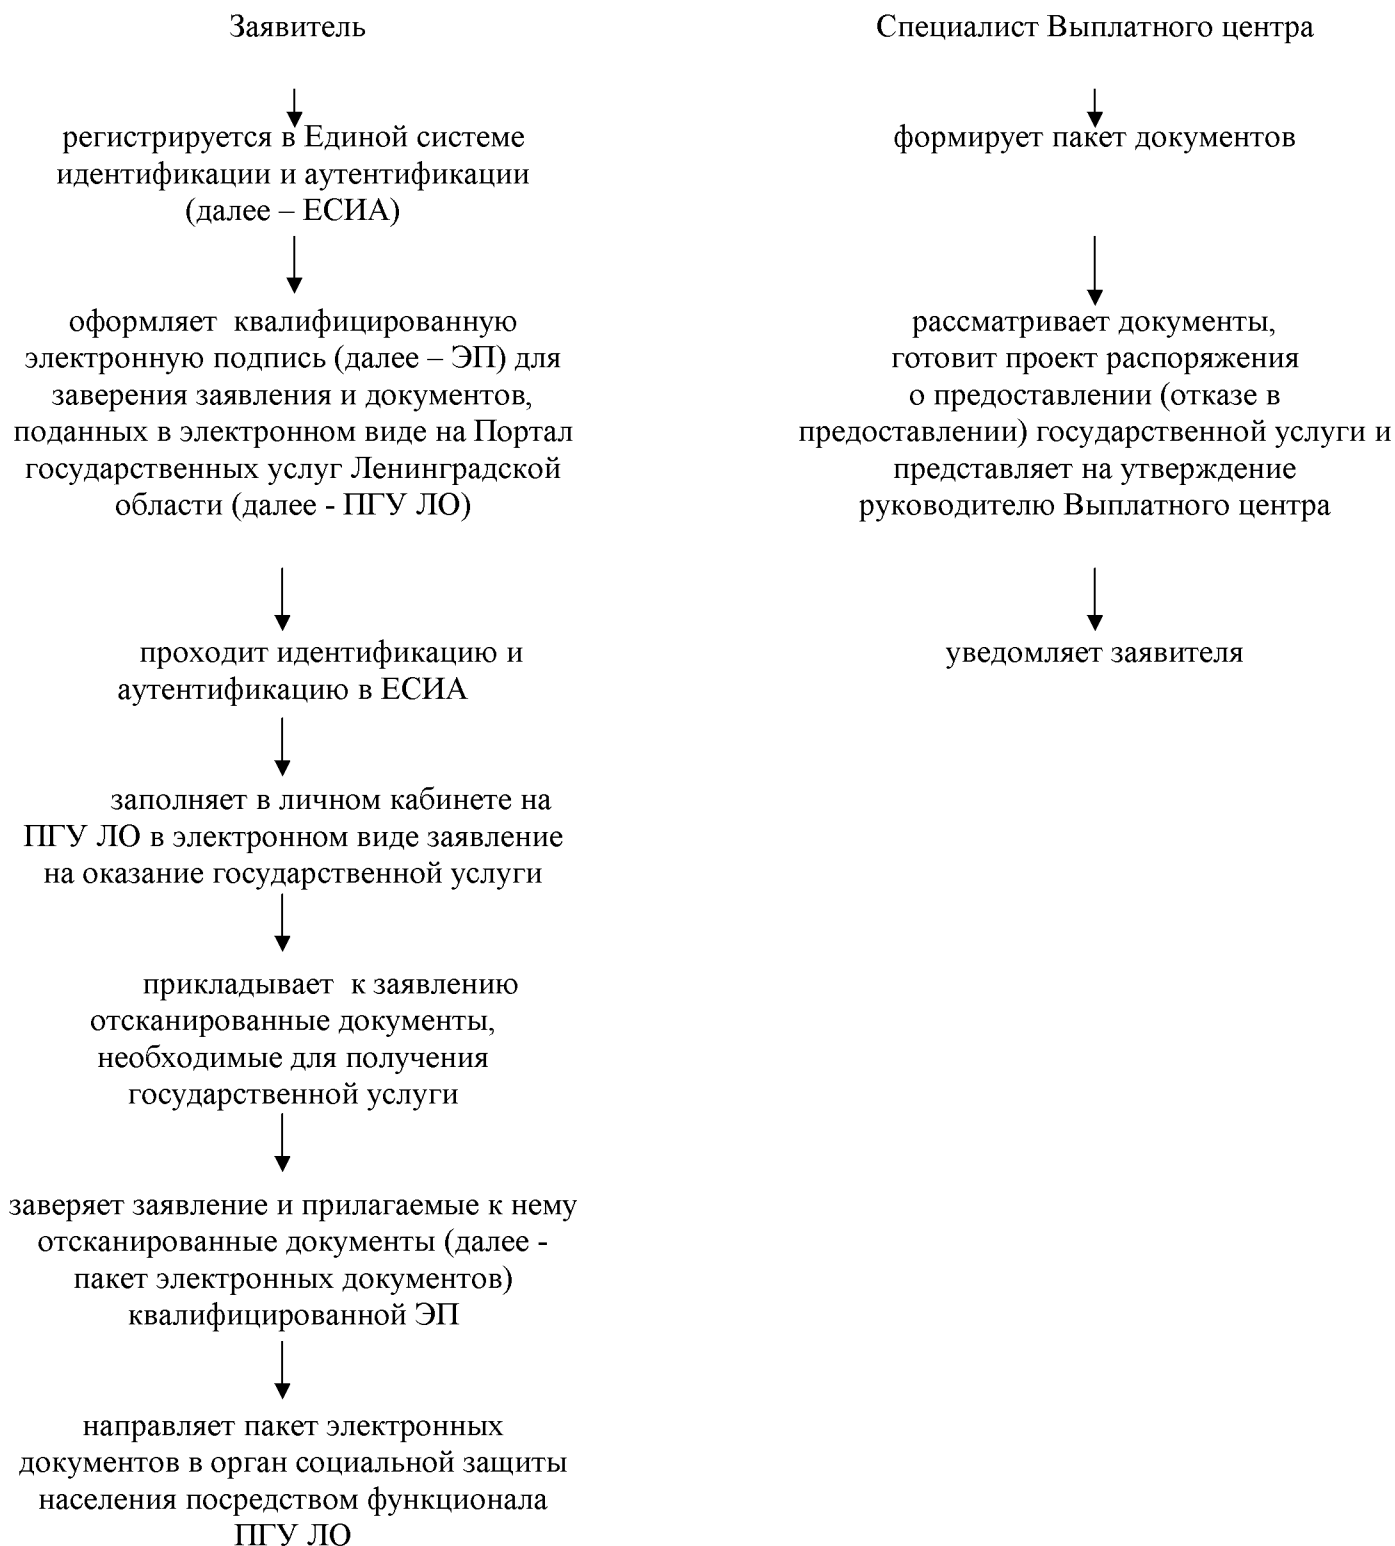 Заявитель
регистрируется в Единой системе
идентификации и аутентификации
(далее – ЕСИА)
оформляет  квалифицированную
электронную подпись (далее – ЭП) для
заверения заявления и документов,
поданных в электронном виде на Портал
государственных услуг Ленинградской
области (далее - ПГУ ЛО)
проходит идентификацию и
аутентификацию в ЕСИА
заполняет в личном кабинете на
ПГУ ЛО в электронном виде заявление
на оказание государственной услуги
прикладывает  к заявлению
отсканированные документы,
необходимые для получения
государственной услуги
заверяет заявление и прилагаемые к нему
отсканированные документы (далее -
пакет электронных документов)
квалифицированной ЭП
направляет пакет электронных
документов в орган социальной защиты
населения посредством функционала
ПГУ ЛО
Специалист Выплатного центра
формирует пакет документов
рассматривает документы,
готовит проект распоряжения
о предоставлении (отказе в
предоставлении) государственной услуги и
представляет на утверждение
руководителю Выплатного центра
уведомляет заявителя